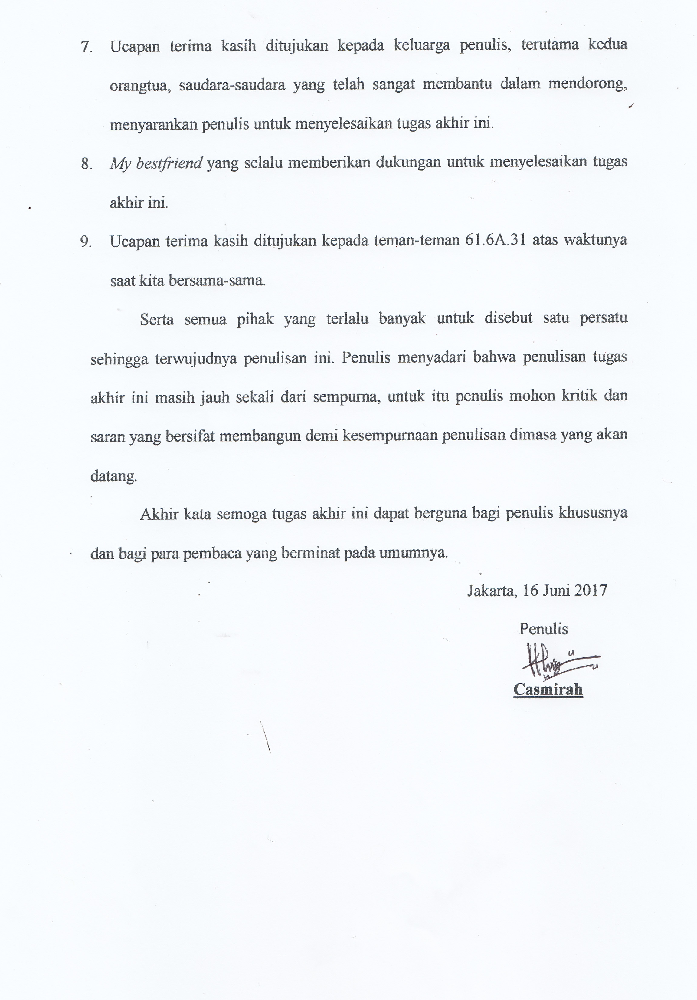 7. Ucapan terima kasih ditujukan kepada keluarga penulis, terutama kedua
orangtua, saudara-saudara yang telah sangat membantu dalam mendorong,
menyarankan penulis untuk menyelesaikan tugas akhir ini.
8. My bestfriend yang selalu memberikan dukungan untuk menyelesaikan tugas
akhir ini.
9. Ucapan terima kasih ditujukan kepada teman-teman 61.6A.31 atas waktunya
saat kita bersama-sama.
Serta semua pihak yang terlalu banyak untuk disebut satu persatu
sehingga terwujudnya penulisan ini. Penulis menyadari bahwa penulisan tugas
akhir ini masih jauh sekali dari sempurna, untuk itu penulis mohon kritik dan
saran yang bersifat membangun demi kesempurnaan penulisan dimasa yang akan
datang.
Akhir kata semoga tugas akhir ini dapat berguna bagi penulis khususnya
dan bagi para pembaca yang berminat pada umumnya.
Jakarta, 16 Juni 2017
Penulis
Casmirah